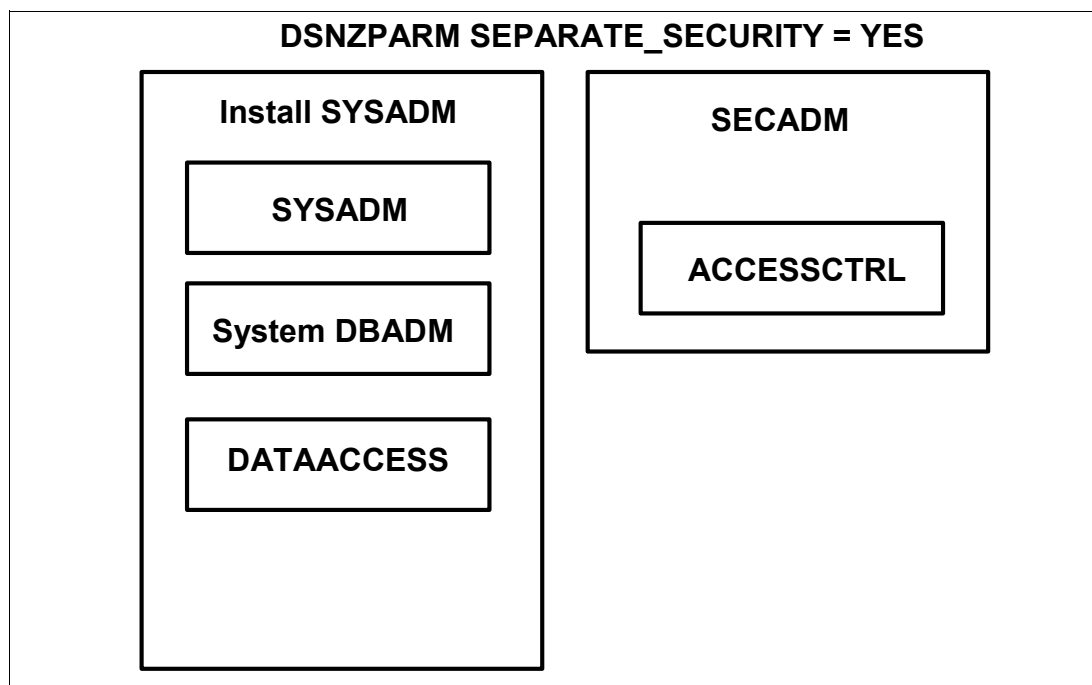 DSNZPARM SEPARATE_SECURITY = YES
Install SYSADM
SYSADM
System DBADM
DATAACCESS
SECADM
ACCESSCTRL